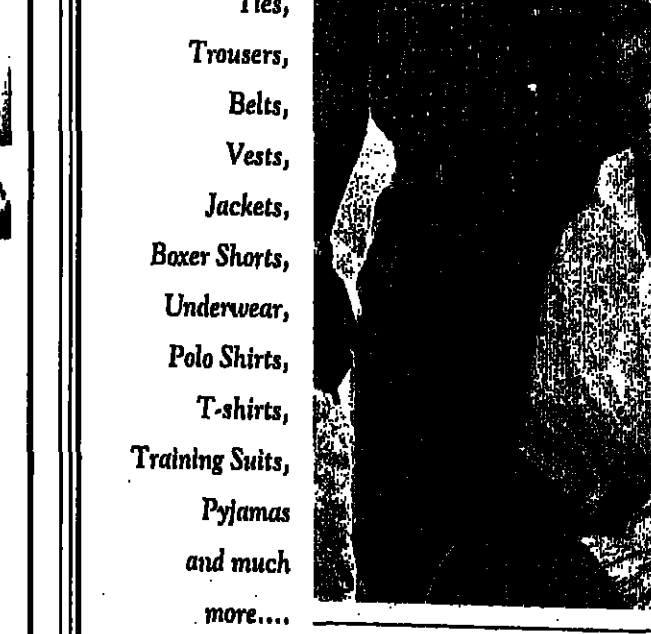 Ties,
Trousers,
Belts,
Vests,
Jackets,
Boxer Shorts,
Underwear,
Polo Shirts,
T-shirts,
Training Suits,
Pyjamas
and much
more....